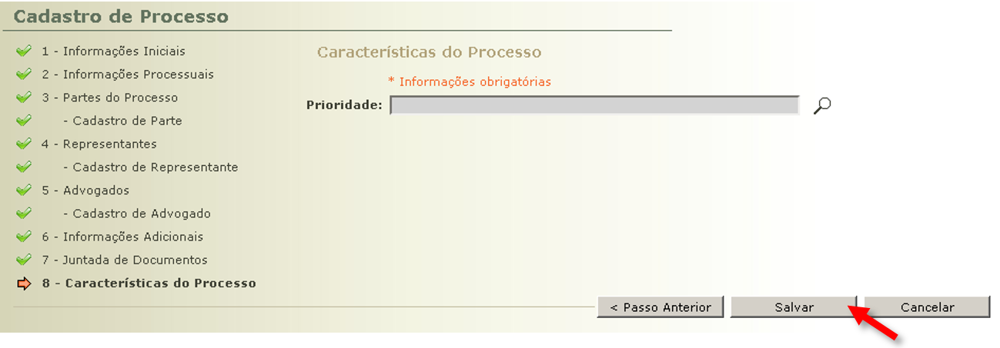 Cadastro de Processo
1 - Informações Iniciais
2 - Informações Processuais
3 - Partes do Processo
- Cadastro de Parte
4 - Representantes
- Cadastro de Representante
5 - Advogados
- Cadastro de Advogado
6 - Informações Adicionais
7 - Juntada de Documentos
8 - Características do Processo
Características do Processo
* Informações obrigatórias
Prioridade:
< Passo Anterior
Salvar
Cancelar